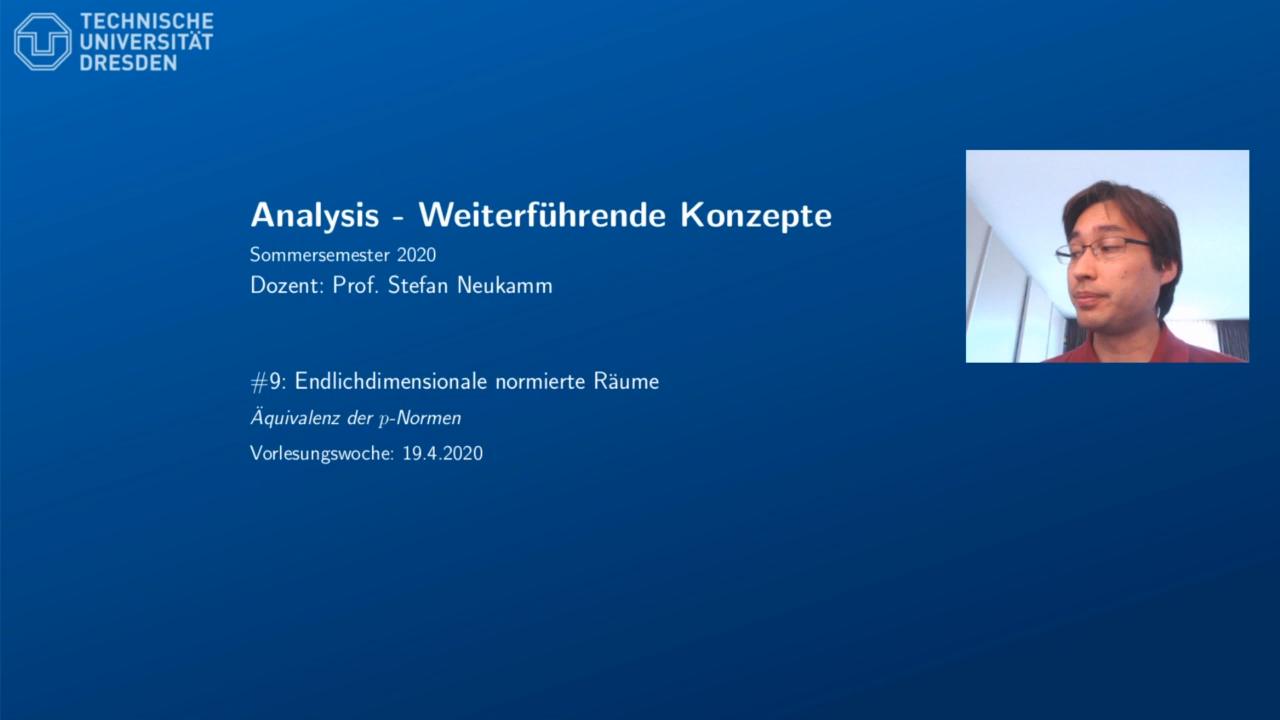 TECHNISCHE
UNIVERSITÄT
DRESDEN
Analysis - Weiterführende Konzepte
Sommersemester 2020
Dozent: Prof. Stefan Neukamm
#9: Endlichdimensionale normierte Räume
Äquivalenz der p-Normen
Vorlesungswoche: 19.4.2020